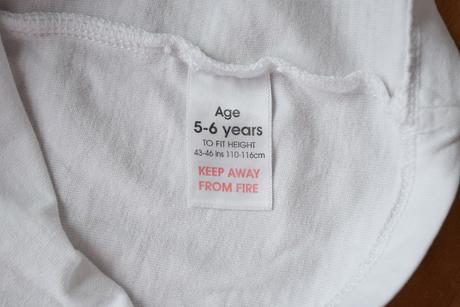 Age
5-6 years
TO FIT HEIGHT
43-46 ins 110-116cm
KEEP AWAY
FROM FIRE